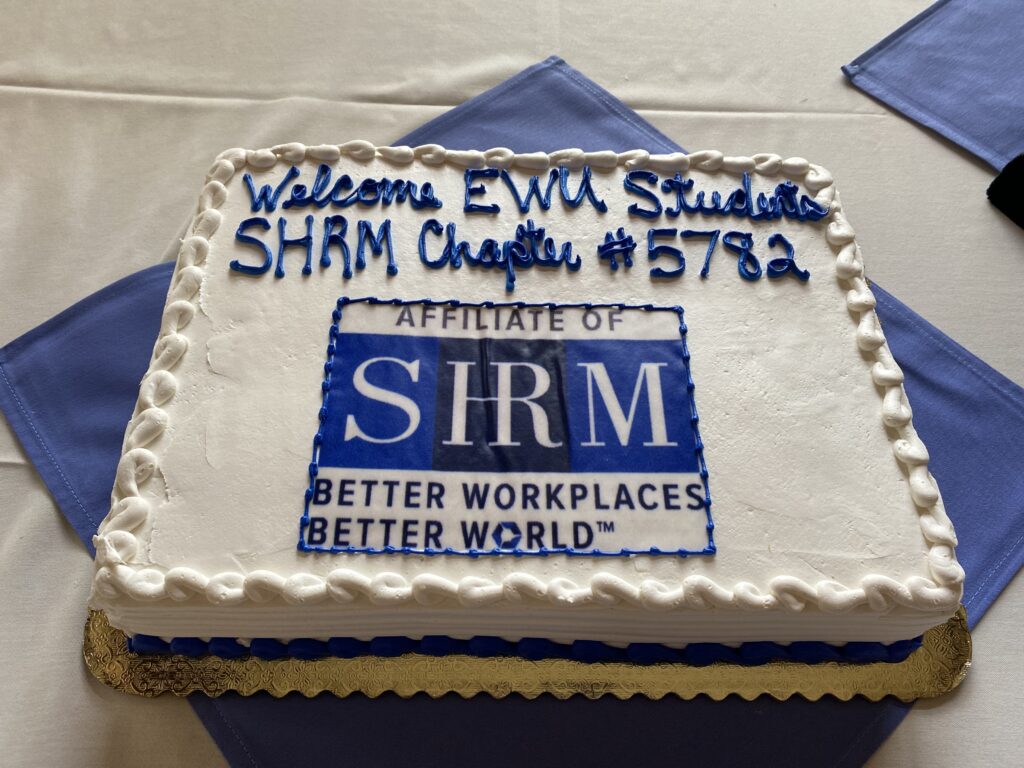 Welcome EWU Students
SHRM Chapter #5782
AFFILIATE OF
SHRM
BETTER WORKPLACES
BETTER WORLD™